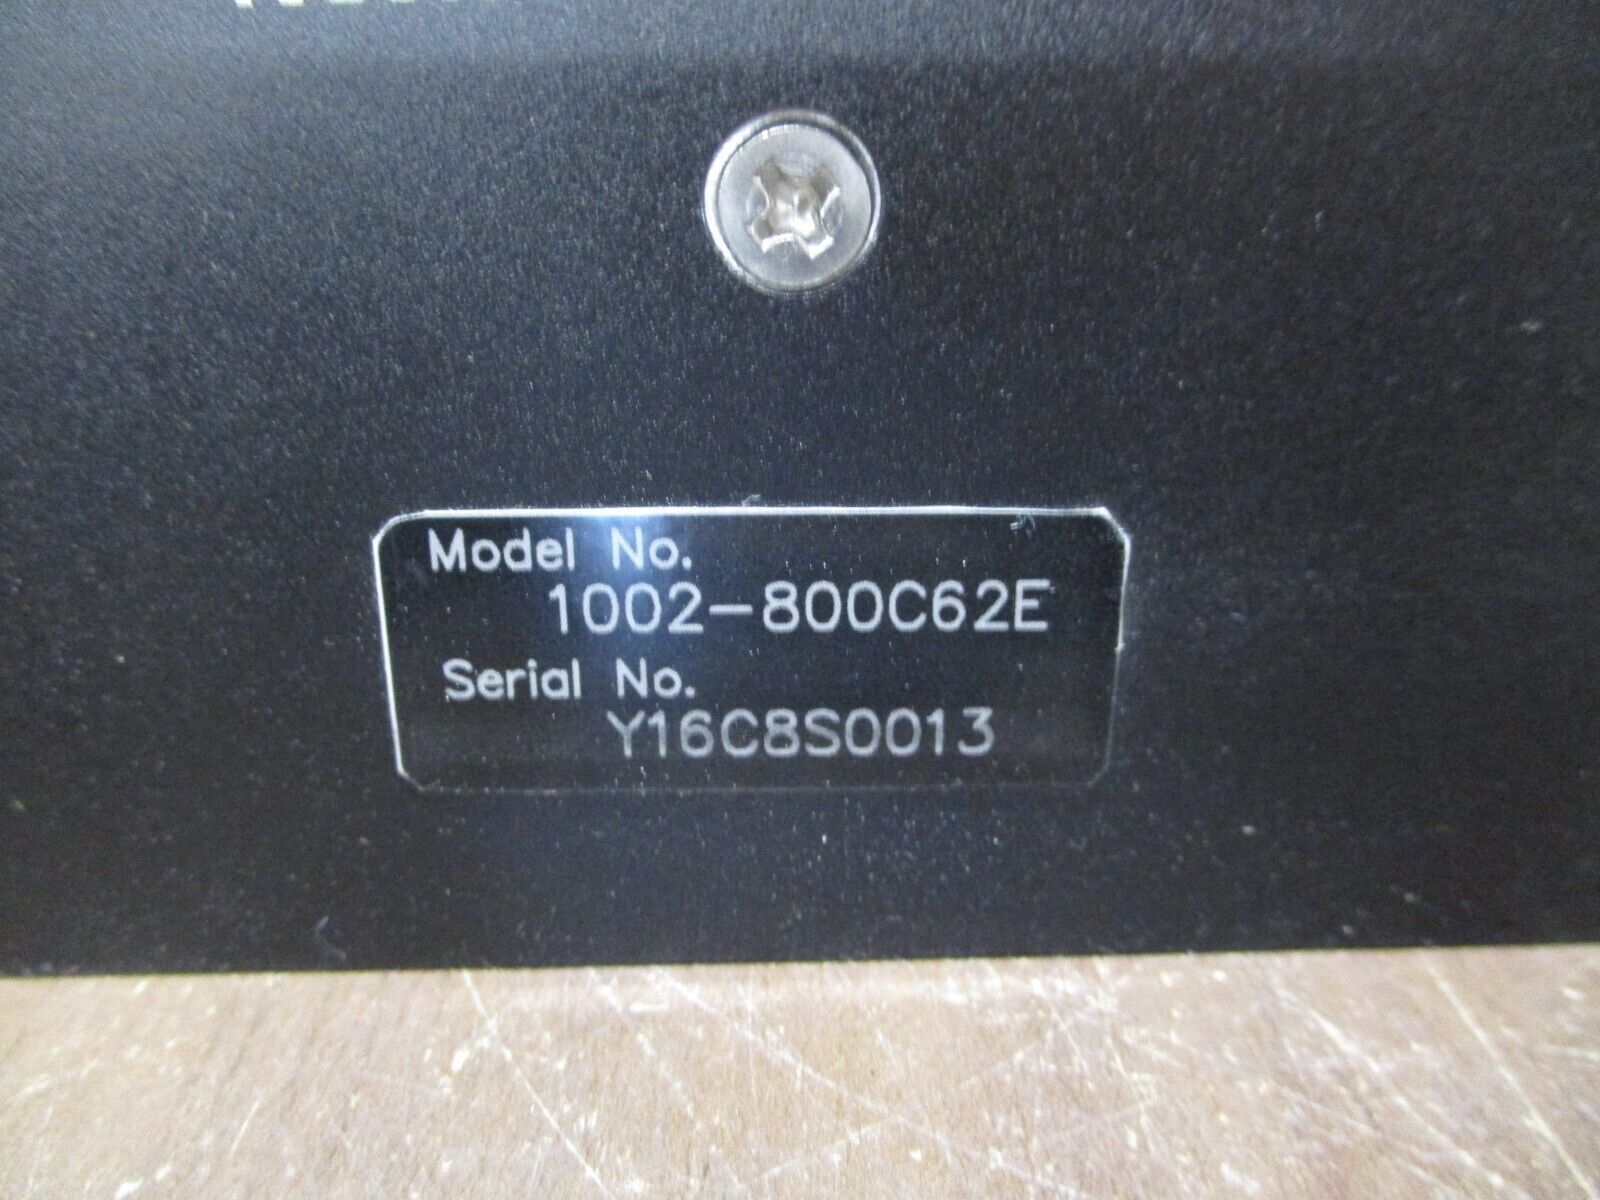 Model No.
1002-800C62E
Serial No.
Y16C8S0013